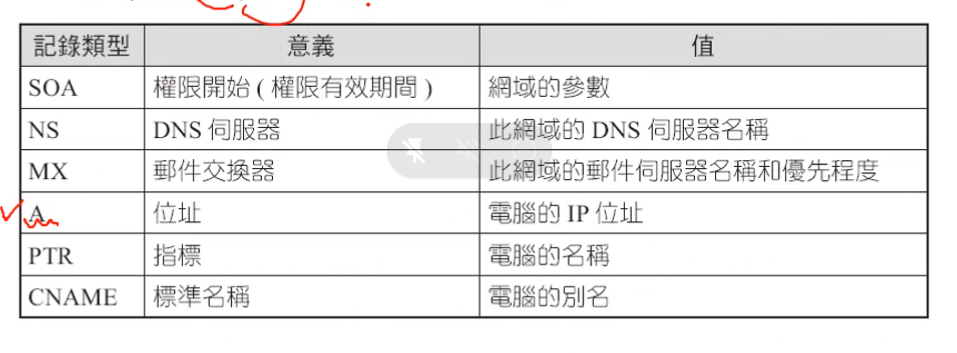 記錄類型 意義 值
SOA 權限開始 ( 權限有效期間 ) 網域的參數
NS DNS 伺服器 此網域的 DNS 伺服器名稱
MX 郵件交換器 此網域的郵件伺服器名稱和優先程度
A 位址 電腦的 IP 位址
PTR 指標 電腦的名稱
CNAME 標準名稱 電腦的別名